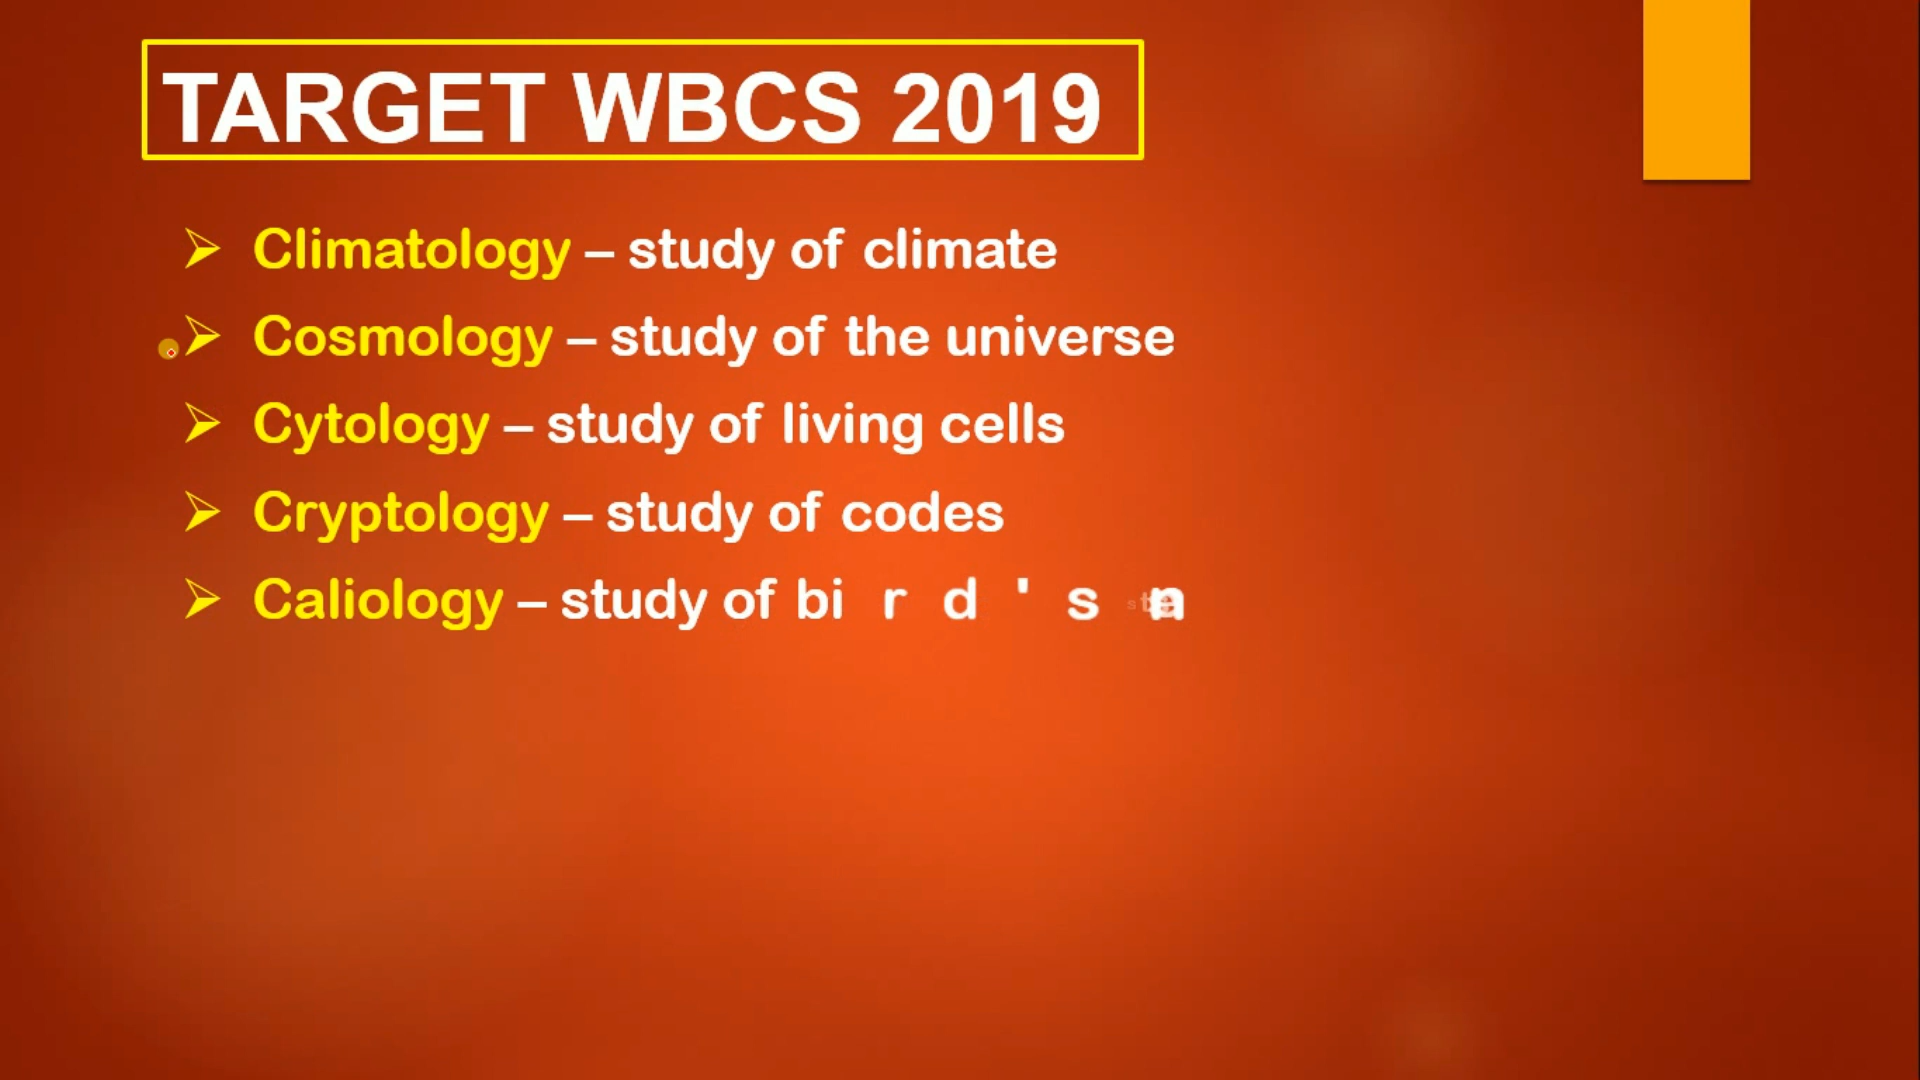 TARGET WBCS 2019
Climatology – study of climate
Cosmology – study of the universe
Cytology – study of living cells
Cryptology – study of codes
Caliology – study of bird's